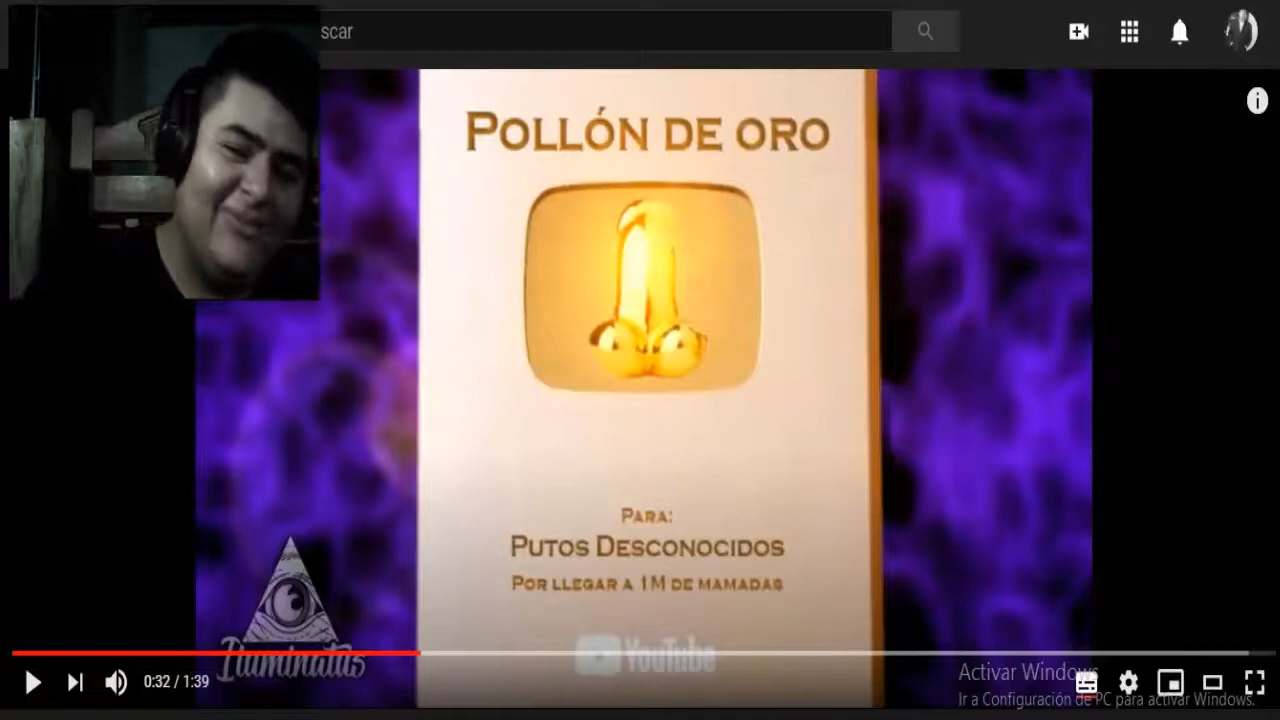 scar
POLLÓN DE ORO
PARA:
PUTOS DESCONOCIDOS
POR LLEGAR A 1M DE MAMADAS
YouTube
Iluminatus
0:32 / 1:39
Activar Windows
Ir a Configuración de PC para activar Windows.